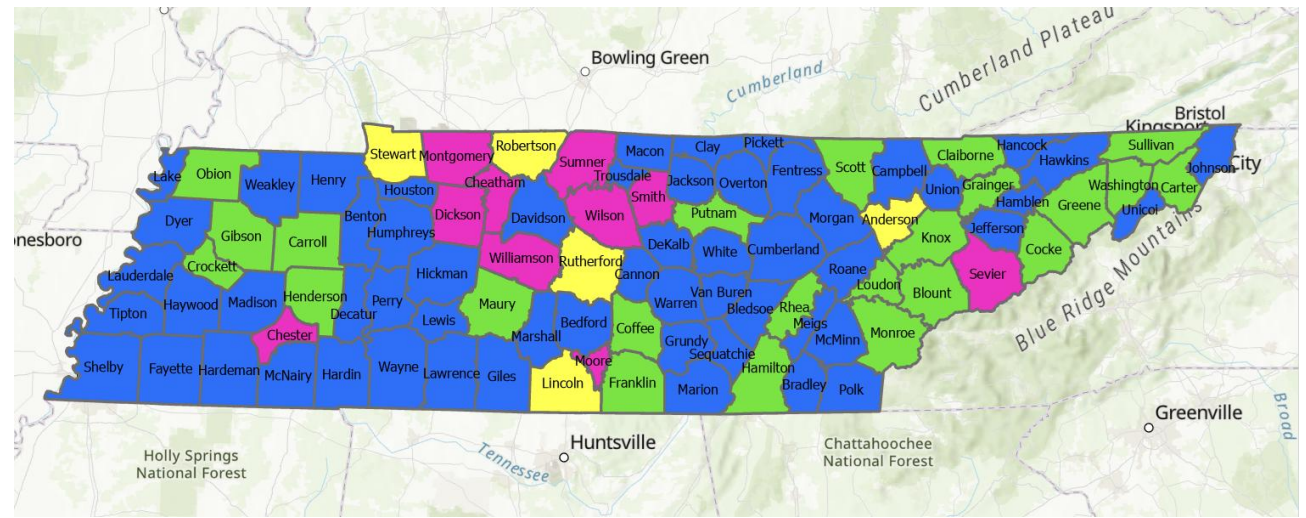 Bowling Green
Cumberland
Cumberland Plateau
Bristol
Kingsport
City
Stewart
Montgomery
Robertson
Sumner
Macon
Clay
Pickett
Scott
Claiborne
Hancock
Hawkins
Sullivan
Johnson
Lake
Obion
Weakley
Henry
Houston
Cheatham
Trousdale
Smith
Jackson
Overton
Fentress
Campbell
Union
Grainger
Hamblen
Washington
Carter
Greene
Unicoi
Dyer
Gibson
Carroll
Benton
Humphreys
Dickson
Davidson
Wilson
Putnam
Morgan
Anderson
Knox
Jefferson
Cocke
nesboro
Crockett
Williamson
Rutherford
DeKalb
White
Cumberland
Roane
Loudon
Blount
Sevier
Lauderdale
Haywood
Madison
Henderson
Decatur
Perry
Hickman
Maury
Cannon
Warren
Van Buren
Bledsoe
Rhea
Meigs
McMinn
Monroe
Blue Ridge Mountains
Tipton
Chester
Lewis
Marshall
Bedford
Coffee
Grundy
Sequatchie
Hamilton
Shelby
Fayette
Hardeman
McNairy
Hardin
Wayne
Lawrence
Giles
Lincoln
Moore
Franklin
Marion
Bradley
Polk
Holly Springs
National Forest
Tennessee
Huntsville
Chattahoochee
National Forest
Greenville
Broad